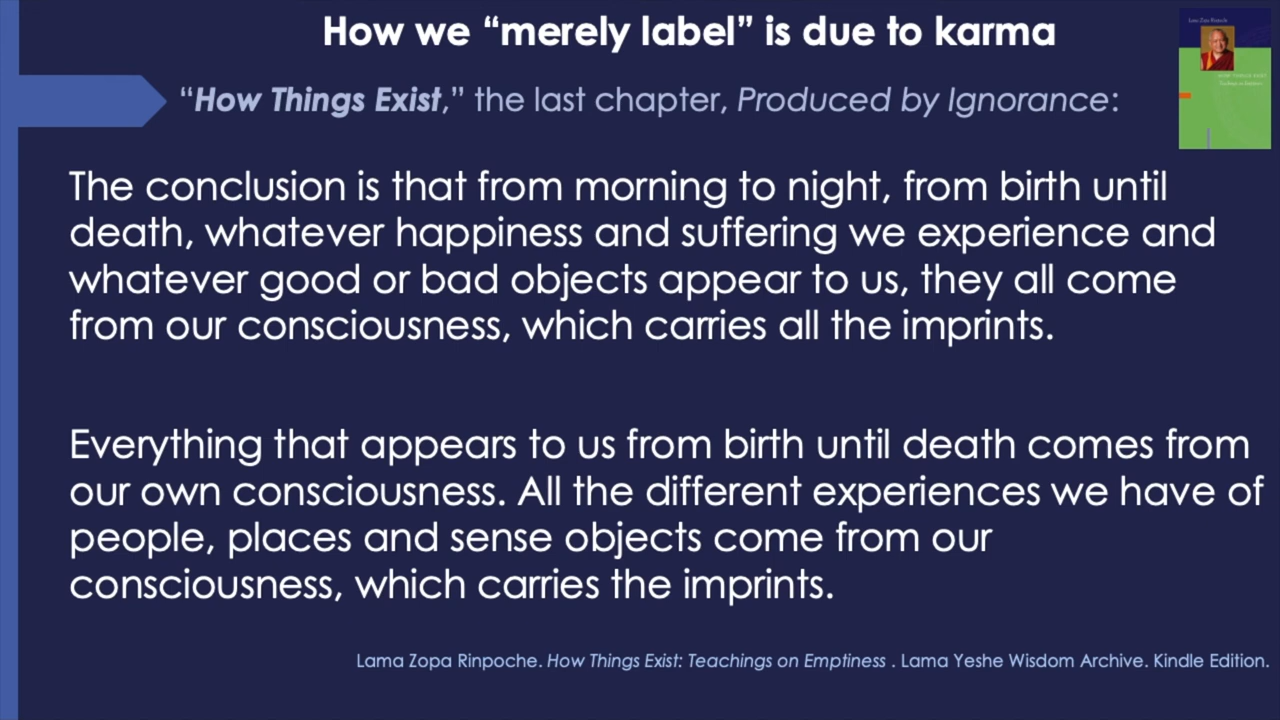 How we “merely label” is due to karma
“How Things Exist,” the last chapter, Produced by Ignorance:
The conclusion is that from morning to night, from birth until
death, whatever happiness and suffering we experience and
whatever good or bad objects appear to us, they all come
from our consciousness, which carries all the imprints.
Everything that appears to us from birth until death comes from
our own consciousness. All the different experiences we have of
people, places and sense objects come from our
consciousness, which carries the imprints.
Lama Zopa Rinpoche. How Things Exist: Teachings on Emptiness . Lama Yeshe Wisdom Archive. Kindle Edition.